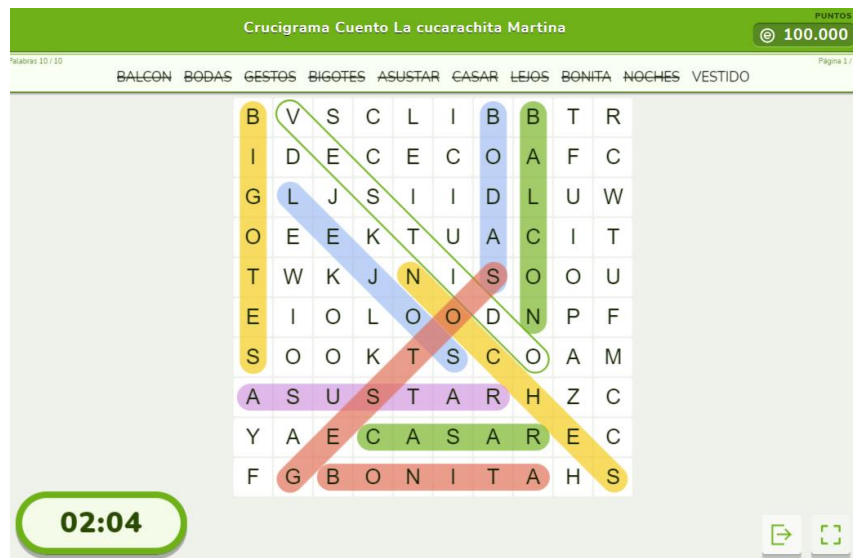 Crucigrama Cuento La cucarachita Martina
PUNTOS
100.000
Palabras 10 / 10
Página 1 /
BALCON BODAS GESTOS BIGOTES ASUSTAR CASAR LEJOS BONITA NOCHES VESTIDO
B V S C L I B B T R
I D E C E C O A F C
G L J S I I D L U W
O E E K T U A C I T
T W K J N I S O O U
E I O L O O D N P F
S O O K T S C O A M
A S U S T A R H Z C
Y A E C A S A R E C
F G B O N I T A H S
02:04